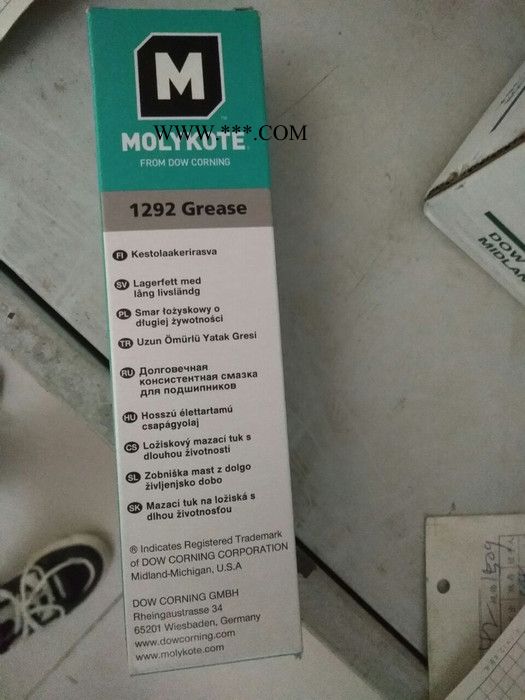 M
MOLYKOTE
WWW.***.COM
FROM DOW CORNING
1292 Grease
FI Kestolaakerirasva
SV Lagerfett med
lång livsländg
PL Smar łożyskowy o
długiej żywotności
TR Uzun Ömürlü Yatak Gresi
RU Долговечная
консистентная смазка
для подшипников
HU Hosszú élettartamú
csapágyolaj
CS Ložiskový mazací tuk s
dlouhou životností
SL Zobniška mast z dolgo
življenjsko dobo
SK Mazací tuk na ložiská s
dlhou životnosťou
® Indicates Registered Trademark
of DOW CORNING CORPORATION
Midland-Michigan, U.S.A
DOW CORNING GMBH
Rheingaustrasse 34
65201 Wiesbaden, Germany
www.dowcorning.com
www.molykote.com
DOW
MIDLAN